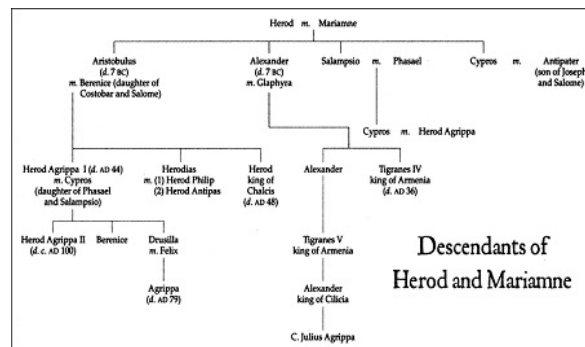 Herod m. Mariamne
Aristobulus
(d. 7 BC)
m. Berenice (daughter of
Costobar and Salome)
Alexander
(d. 7 BC)
m. Glaphyra
Salampsio m. Phasael
Cypros m. Antipater
(son of Joseph
and Salome)
Cypros m. Herod Agrippa
Herod Agrippa I (d. AD 44)
m. Cypros
(daughter of Phasael
and Salampsio)
Herodias
m. (1) Herod Philip
(2) Herod Antipas
Herod
king of
Chalcis
(d. AD 48)
Alexander
Tigranes IV
king of Armenia
(d. AD 36)
Herod Agrippa II
(d. c. AD 100)
Berenice
Drusilla
m. Felix
Agrippa
(d. AD 79)
Tigranes V
king of Armenia
Alexander
king of Cilicia
C. Julius Agrippa
Descendants of
Herod and Mariamne